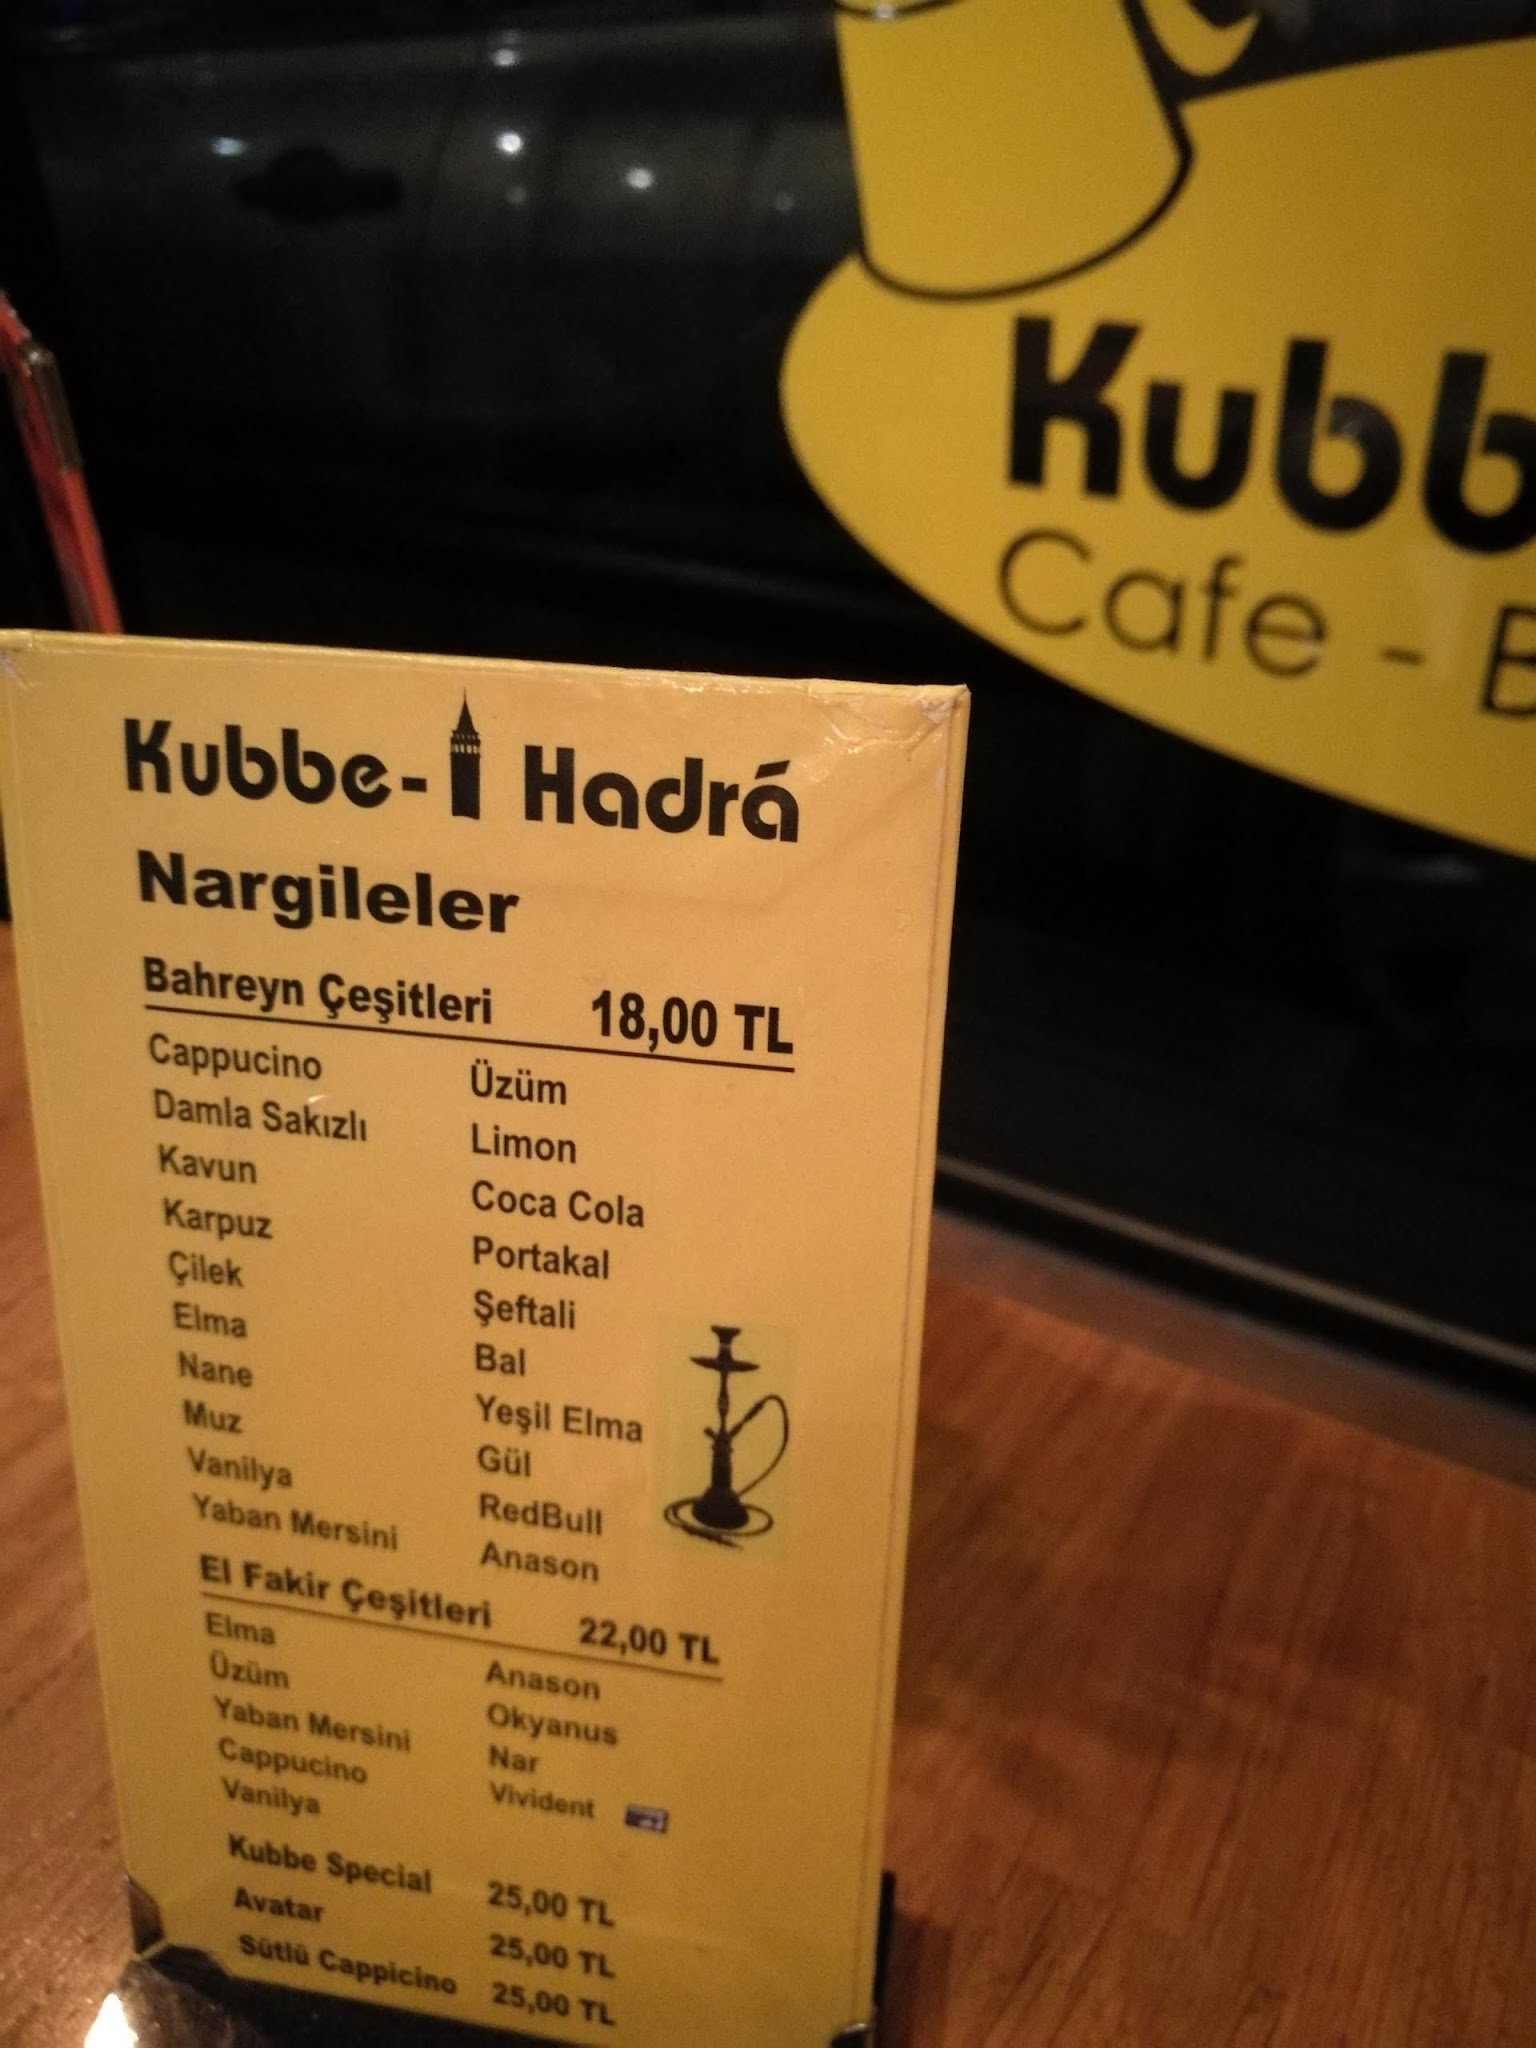 Kubbe-i Hadrá
Nargileler
Bahreyn Çeşitleri 18,00 TL
Cappucino Üzüm
Damla Sakızlı Limon
Kavun Coca Cola
Karpuz Portakal
Çilek Şeftali
Elma Bal
Nane Yeşil Elma
Muz Gül
Vanilya RedBull
Yaban Mersini Anason
El Fakir Çeşitleri 22,00 TL
Elma Anason
Üzüm Okyanus
Yaban Mersini Nar
Cappucino Vivident
Vanilya
Kubbe Special 25,00 TL
Avatar 25,00 TL
Sütlü Cappicino 25,00 TL
Kubb
Cafe - B